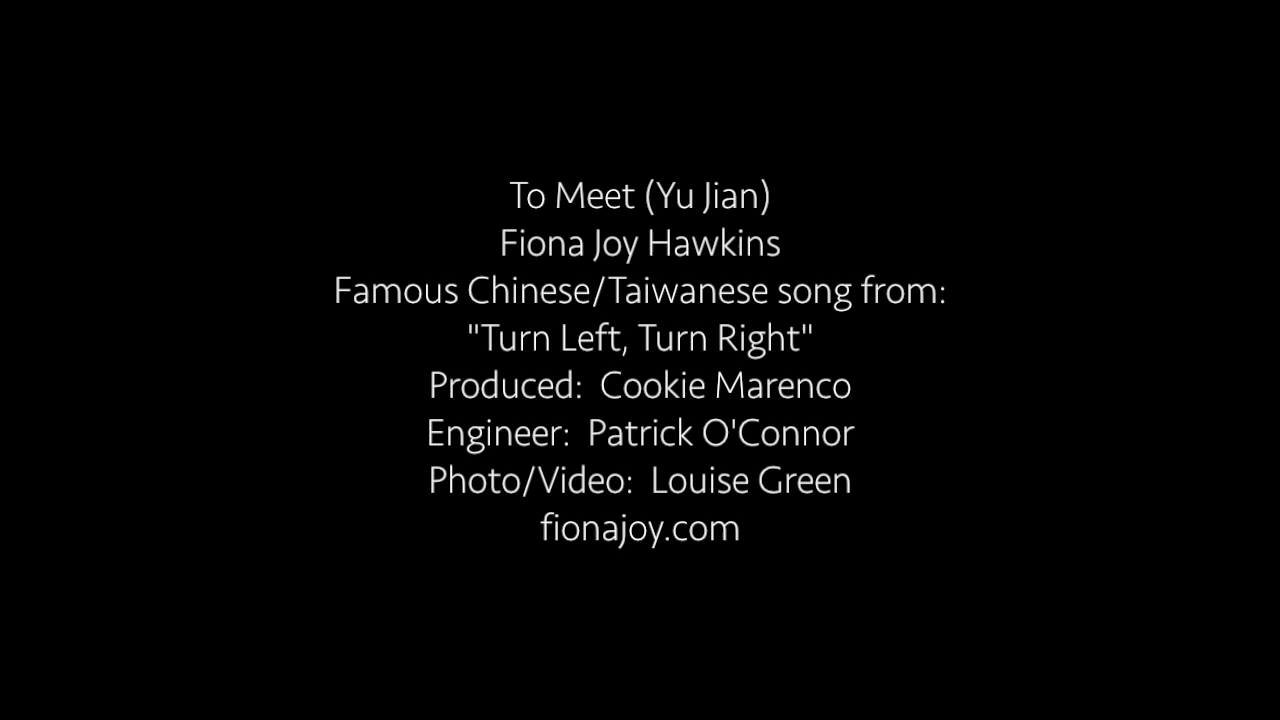 To Meet (Yu Jian)
Fiona Joy Hawkins
Famous Chinese/Taiwanese song from:
"Turn Left, Turn Right"
Produced:  Cookie Marenco
Engineer:  Patrick O'Connor
Photo/Video:  Louise Green
fionajoy.com